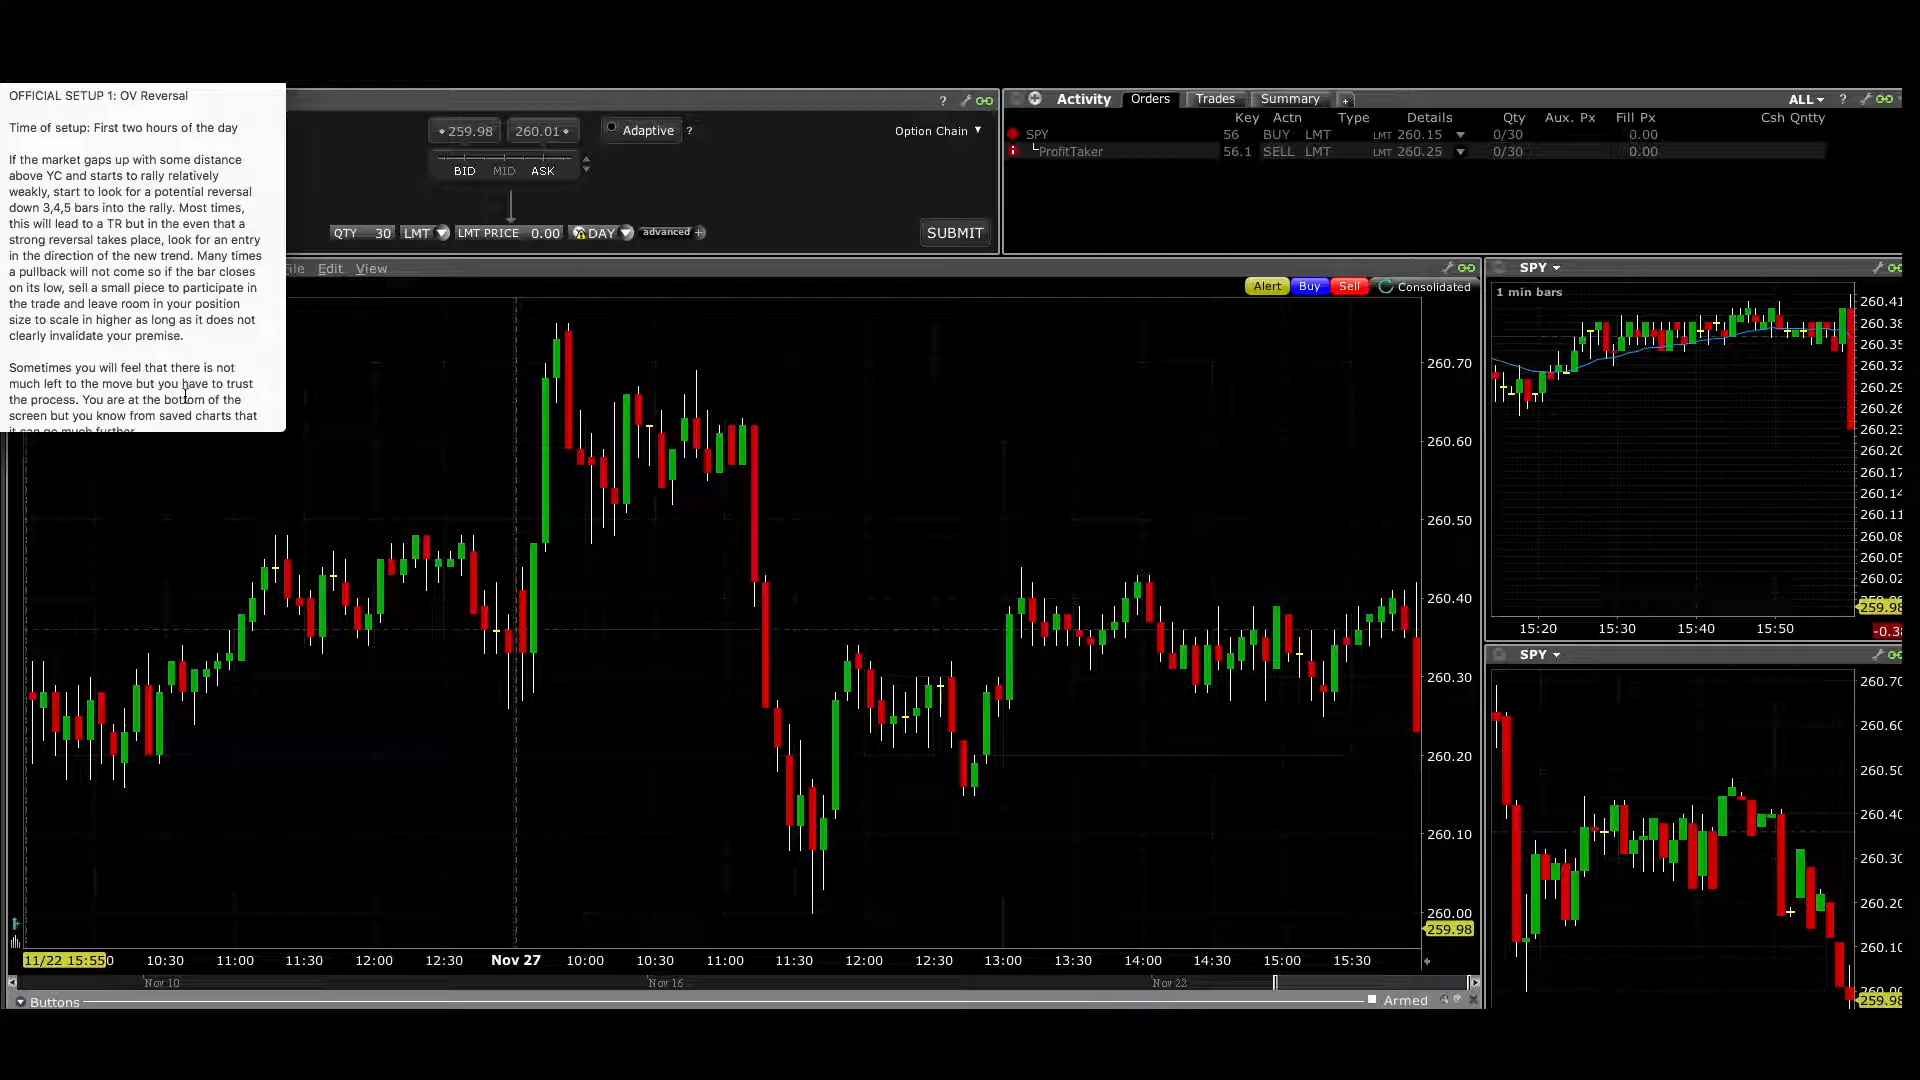 OFFICIAL SETUP 1: OV Reversal
Time of setup: First two hours of the day
If the market gaps up with some distance
above YC and starts to rally relatively
weakly, start to look for a potential reversal
down 3,4,5 bars into the rally. Most times,
this will lead to a TR but in the even that a
strong reversal takes place, look for an entry
in the direction of the new trend. Many times
a pullback will not come so if the bar closes
on its low, sell a small piece to participate in
the trade and leave room in your position
size to scale in higher as long as it does not
clearly invalidate your premise.
Sometimes you will feel that there is not
much left to the move but you have to trust
the process. You are at the bottom of the
screen but you know from saved charts that
it can go much further
?
259.98 260.01 Adaptive ? Option Chain
BID MID ASK
QTY 30 LMT LMT PRICE 0.00 DAY advanced + SUBMIT
Activity Orders Trades Summary + ALL ?
Key Actn Type Details Qty Aux. Px Fill Px Csh Qntty
SPY 56 BUY LMT LMT 260.15 0/30 0.00
ProfitTaker 56.1 SELL LMT LMT 260.25 0/30 0.00
Edit View
Alert Buy Sell Consolidated
260.70
260.60
260.50
260.40
260.30
260.20
260.10
260.00
259.98
11/22 15:55 10:30 11:00 11:30 12:00 12:30 Nov 27 10:00 10:30 11:00 11:30 12:00 12:30 13:00 13:30 14:00 14:30 15:00 15:30
Nov 10 Nov 16 Nov 22
Buttons Armed
SPY
1 min bars
260.41
260.38
260.35
260.32
260.29
260.26
260.23
260.20
260.17
260.14
260.11
260.08
260.05
260.02
259.98
15:20 15:30 15:40 15:50
SPY
260.70
260.60
260.50
260.40
260.30
260.20
260.10
259.98